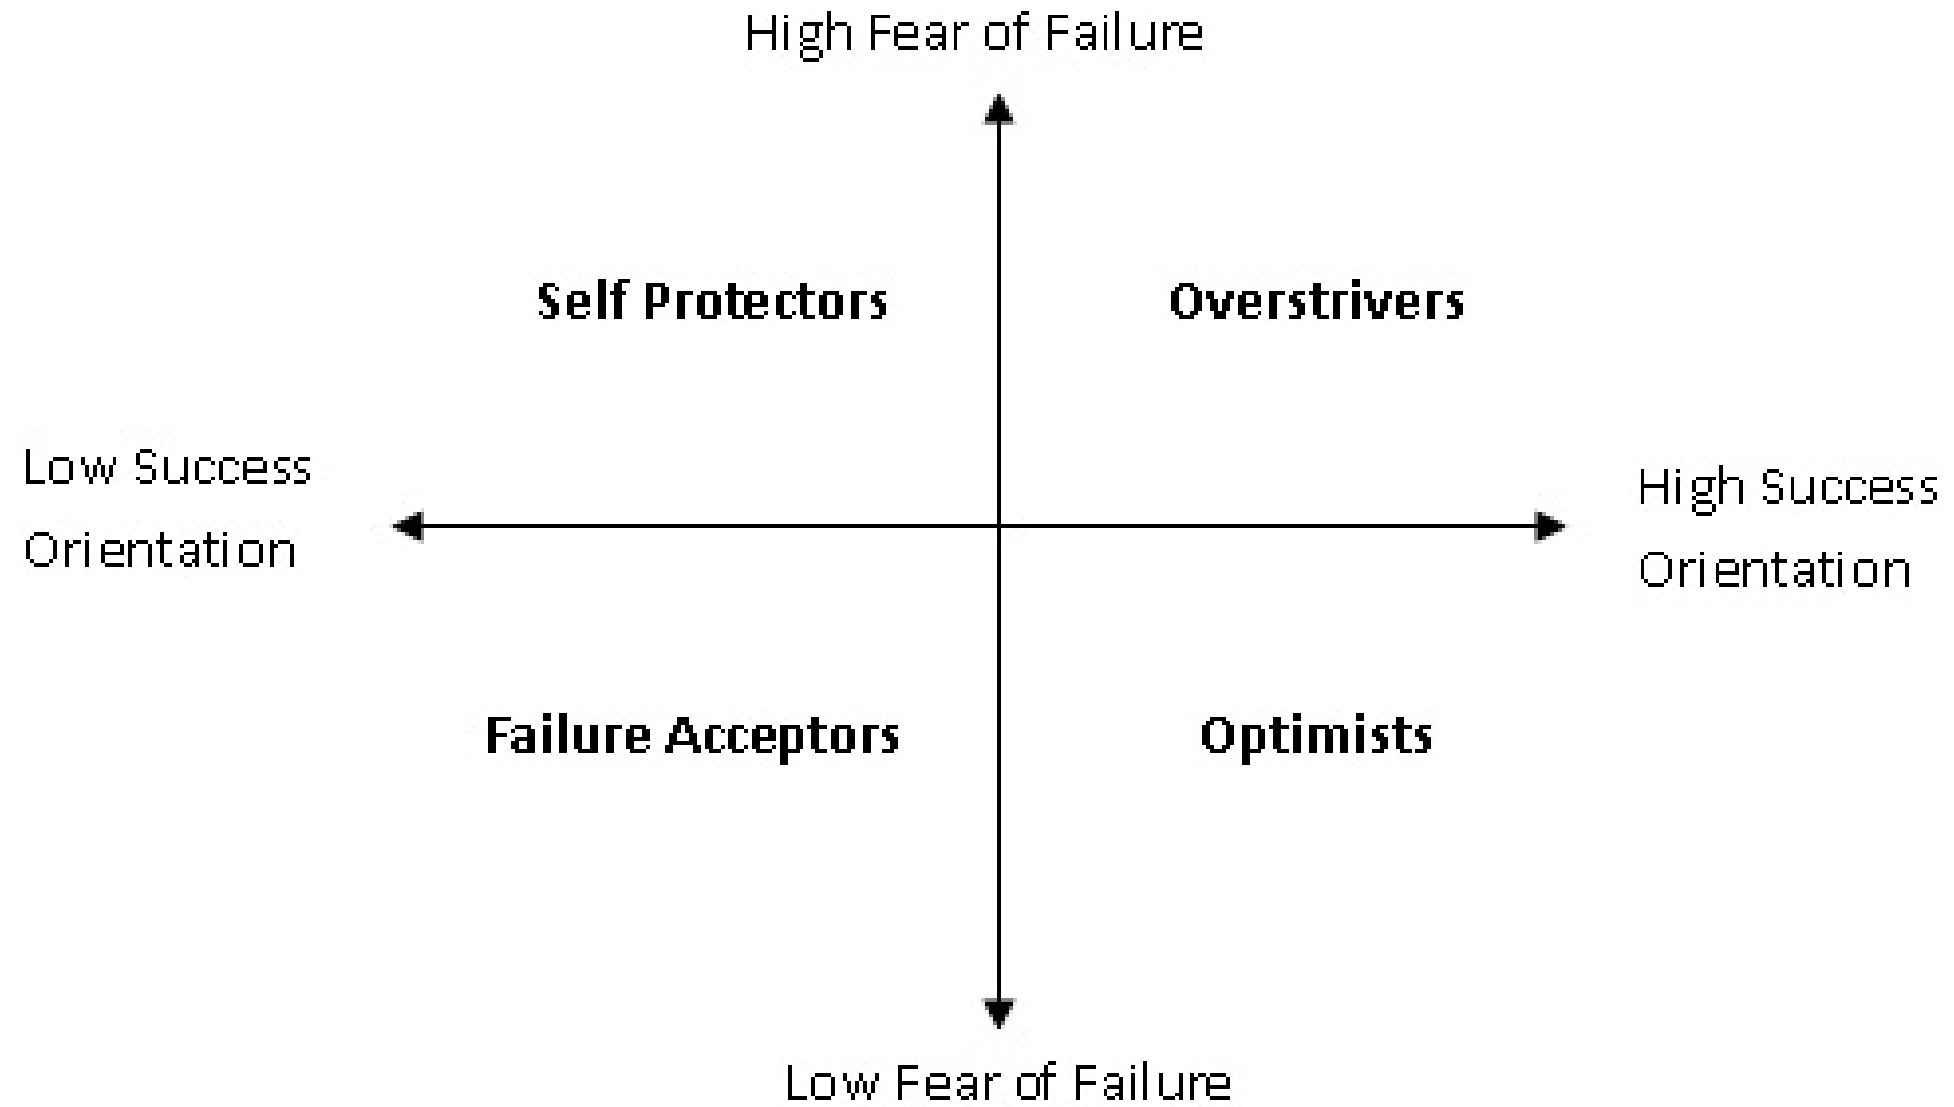 High Fear of Failure
Self Protectors
Overstrivers
Low Success
Orientation
High Success
Orientation
Failure Acceptors
Optimists
Low Fear of Failure